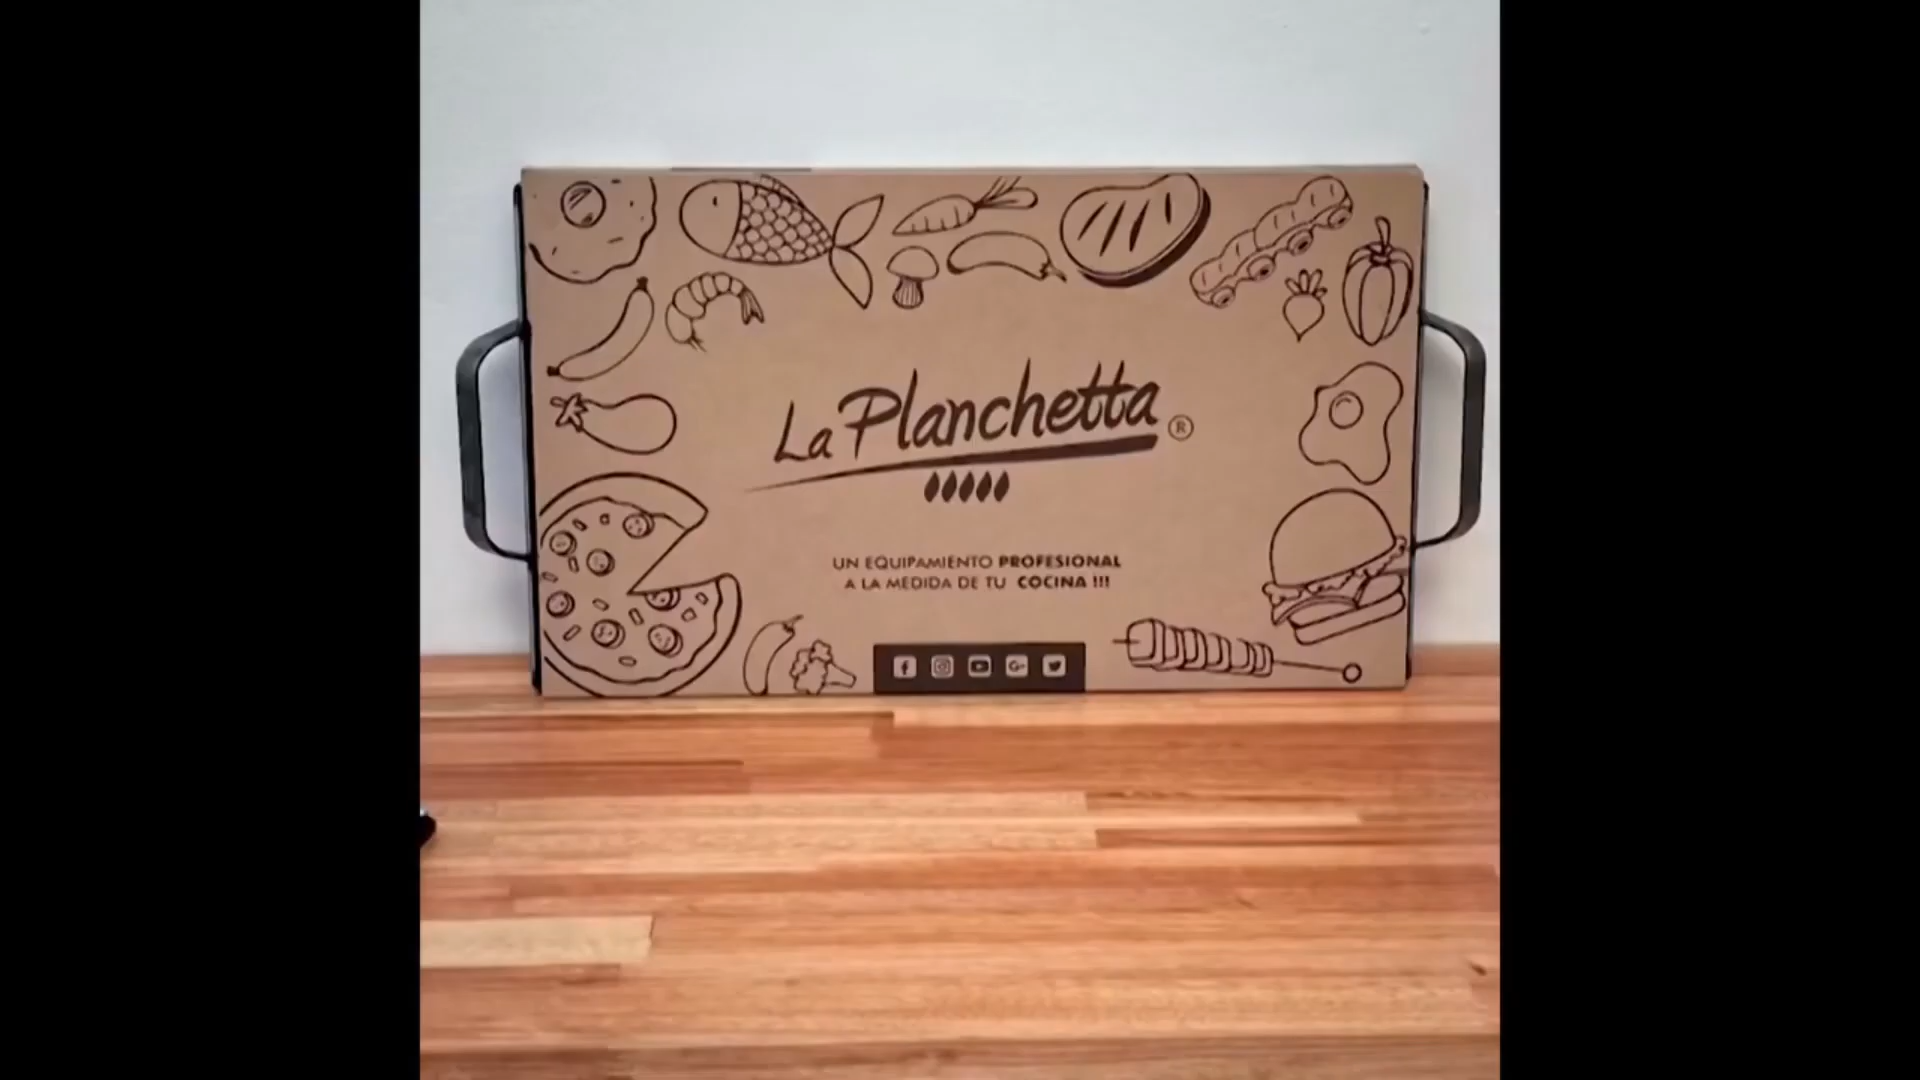 La Planchetta ®
UN EQUIPAMIENTO PROFESIONAL
A LA MEDIDA DE TU COCINA !!!